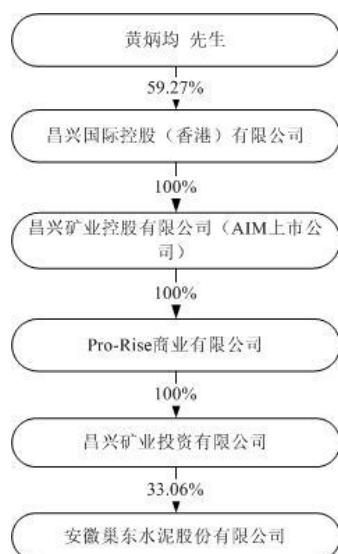 黄炳均 先生
59.27%
昌兴国际控股（香港）有限公司
100%
昌兴矿业控股有限公司（AIM上市公
司）
100%
Pro-Rise商业有限公司
100%
昌兴矿业投资有限公司
33.06%
安徽巢东水泥股份有限公司